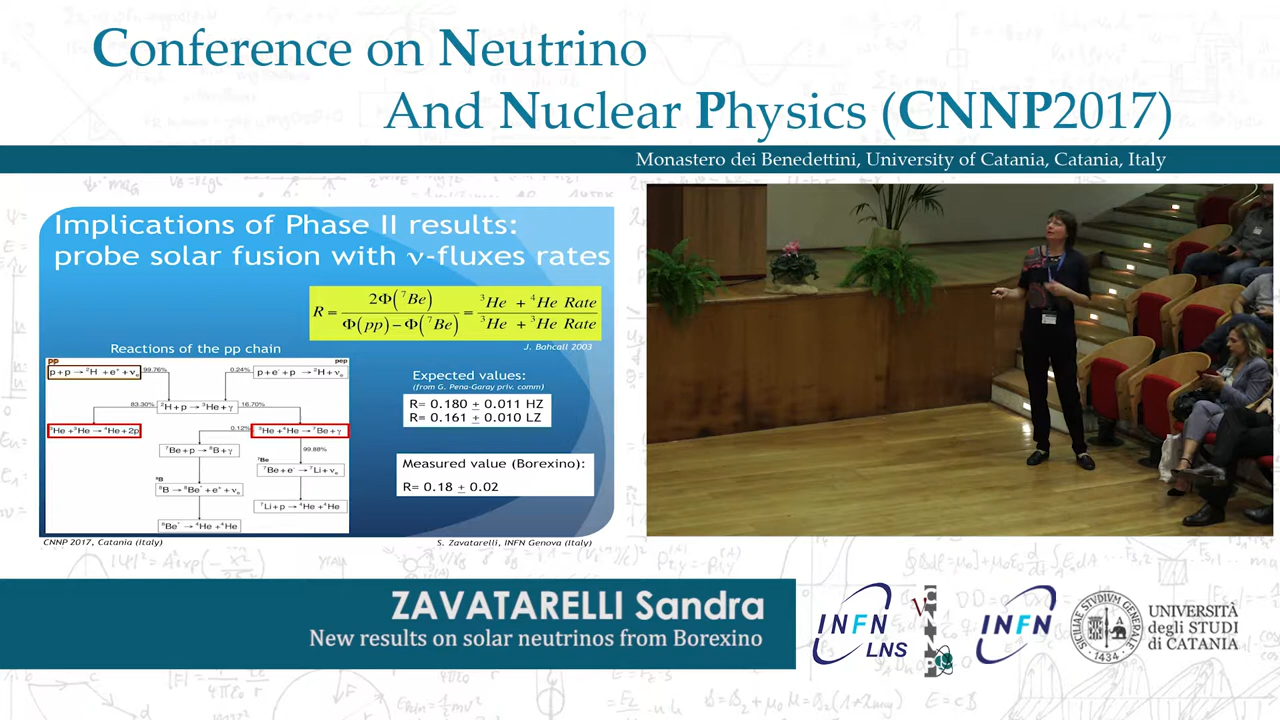 Conference on Neutrino
And Nuclear Physics (CNNP2017)
Monastero dei Benedettini, University of Catania, Catania, Italy
Implications of Phase II results:
probe solar fusion with ν-fluxes rates
R = 2Φ(⁷Be) / Φ(pp) − Φ(⁷Be) = ³He + ⁴He Rate / ³He + ³He Rate
J. Bahcall 2003
Reactions of the pp chain
pp
pep
p+p → ²H + e⁺ + νₑ
99.76%
0.24%
p + e⁻ + p → ²H + νₑ
83.30%
²H + p → ³He + γ
16.70%
³He + ³He → ⁴He + 2p
0.12%
³He + ⁴He → ⁷Be + γ
⁷Be + p → ⁸B + γ
99.88%
⁷Be
⁷Be + e⁻ → ⁷Li + νₑ
⁸B
⁸B → ⁸Be* + e⁺ + νₑ
⁷Li + p → ⁴He + ⁴He
⁸Be* → ⁴He + ⁴He
Expected values:
(from G. Pena-Garay priv. comm)
R= 0.180 ± 0.011 HZ
R= 0.161 ± 0.010 LZ
Measured value (Borexino):
R= 0.18 ± 0.02
CNNP 2017, Catania (Italy)
S. Zavatarelli, INFN Genova (Italy)
ZAVATARELLI Sandra
New results on solar neutrinos from Borexino
INFN
LNS
CNNP
INFN
SICILIAE STUDIUM GENERALE
1434
UNIVERSITÀ
degli STUDI
di CATANIA